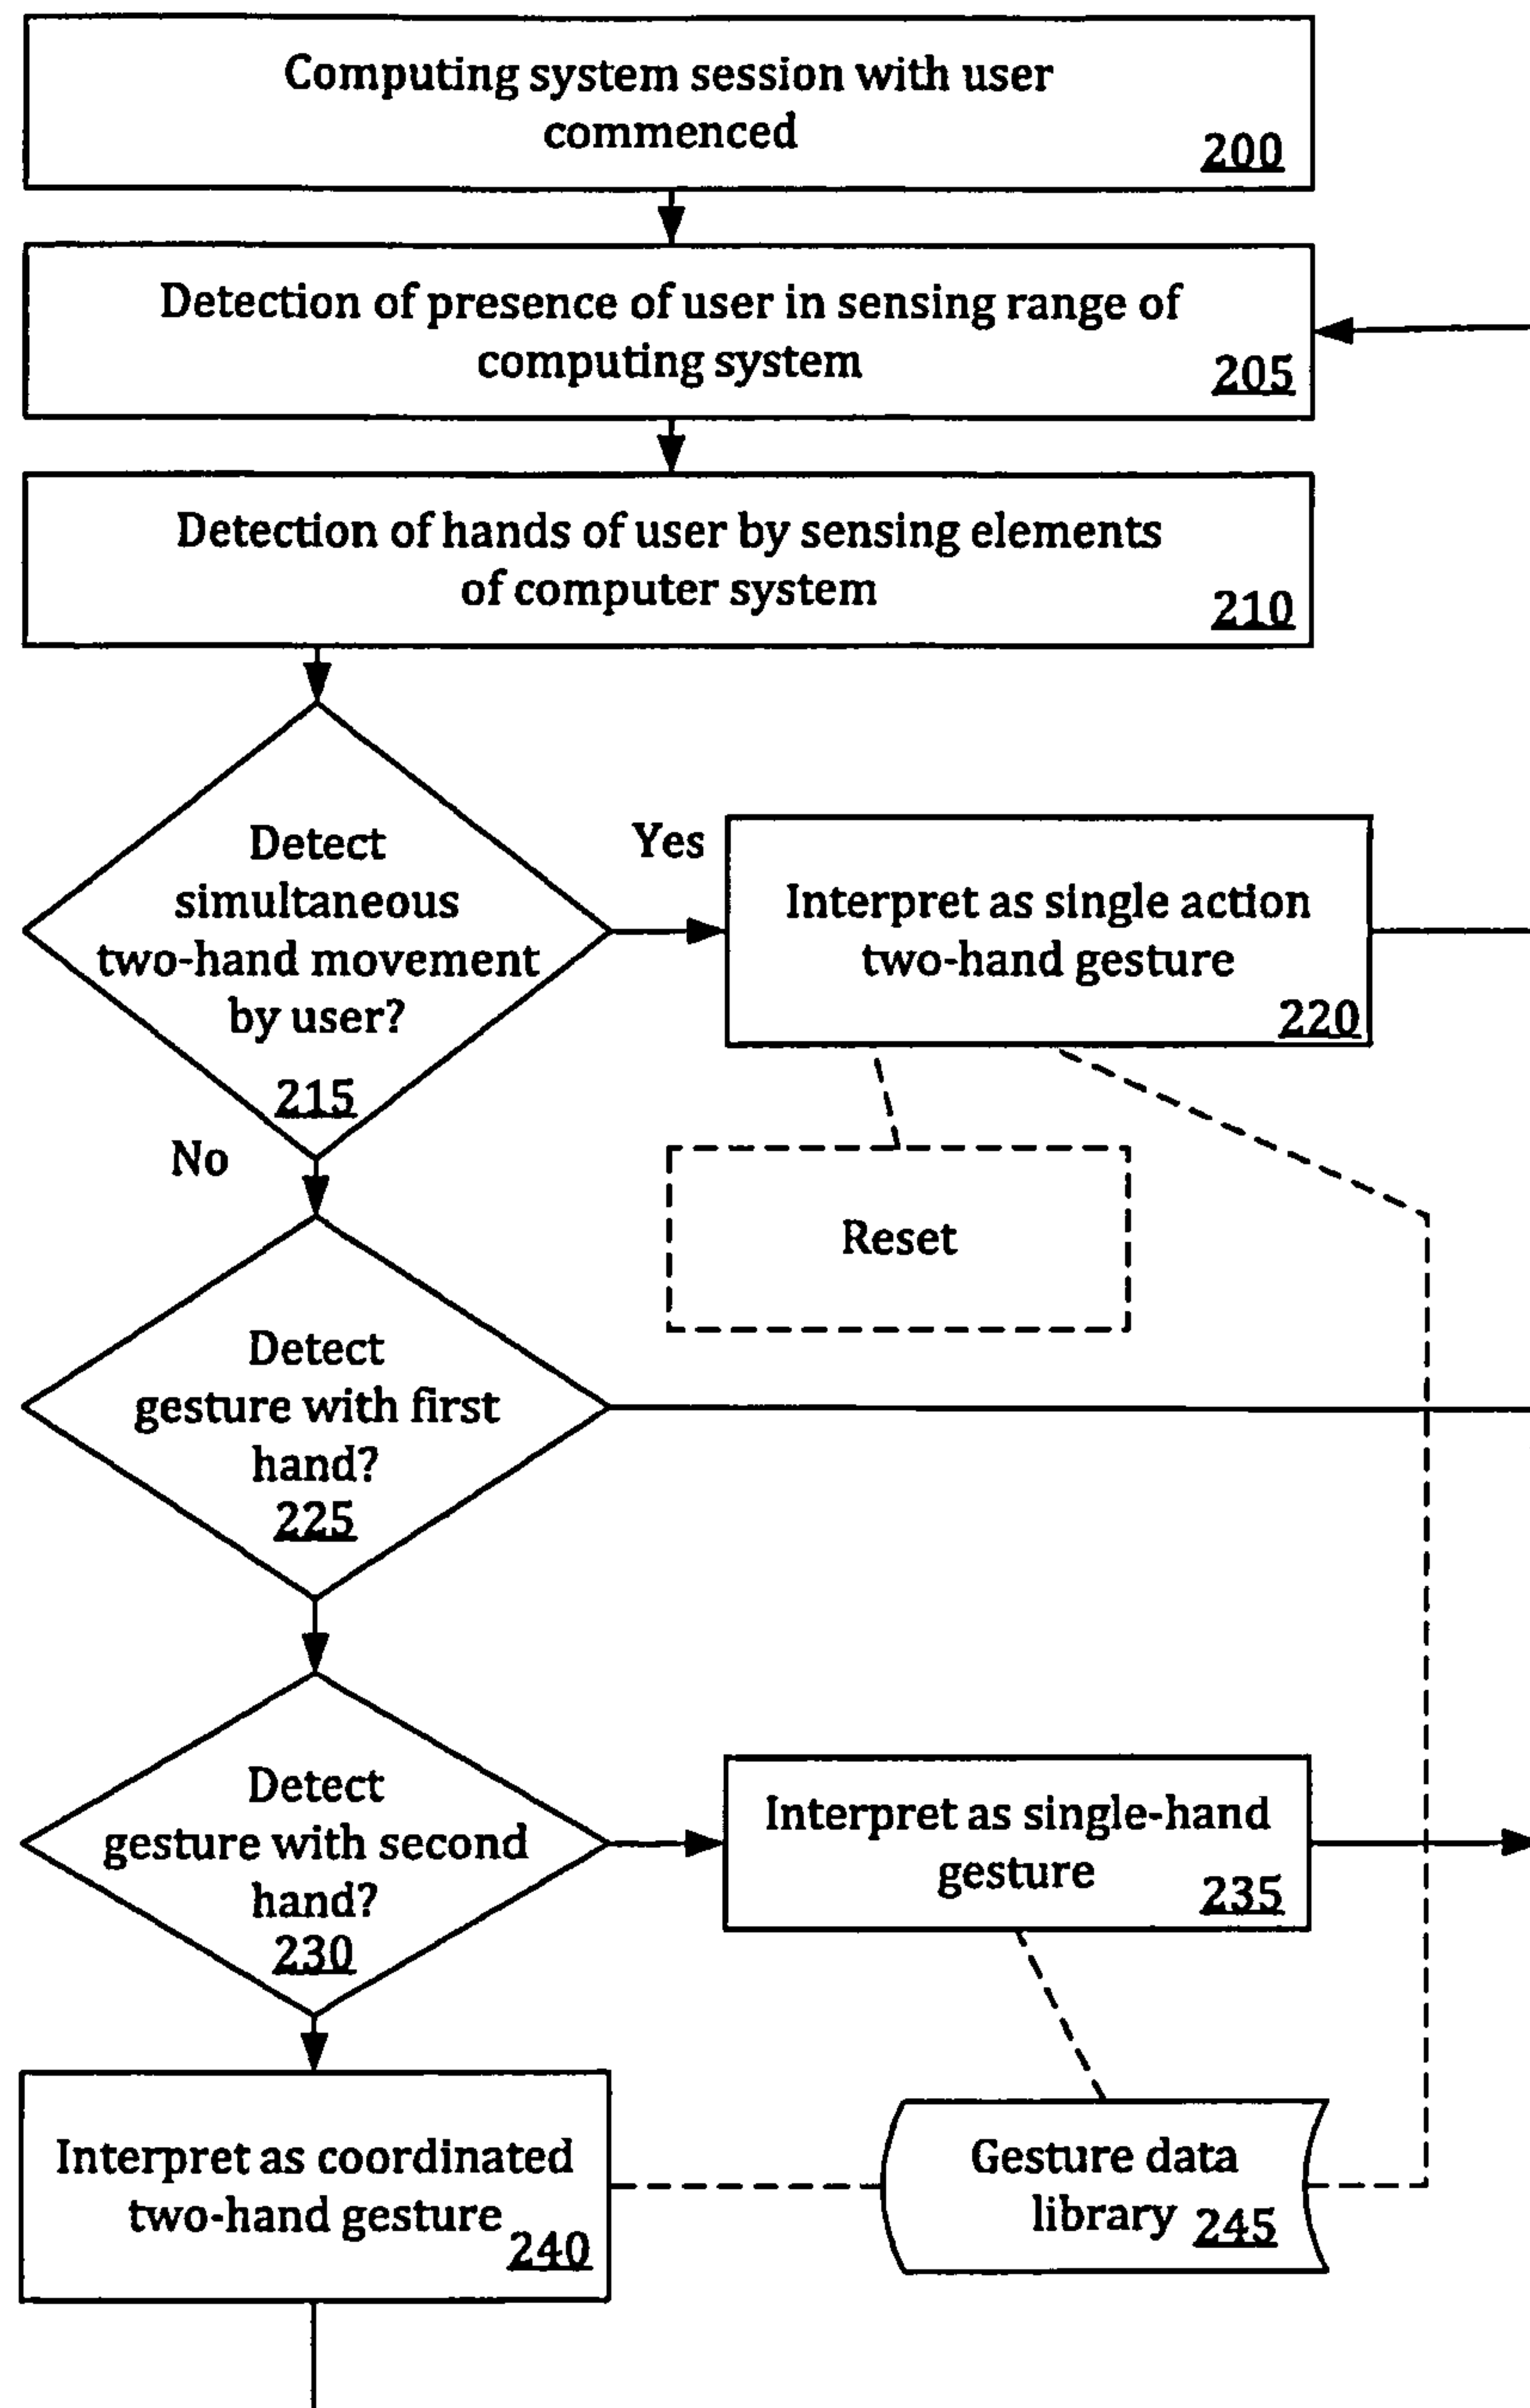 Computing system session with user
commenced
200
Detection of presence of user in sensing range of
computing system
205
Detection of hands of user by sensing elements
of computer system
210
Detect
simultaneous
two-hand movement
by user?
215
Yes
Interpret as single action
two-hand gesture
220
No
Reset
Detect
gesture with first
hand?
225
Detect
gesture with second
hand?
230
Interpret as single-hand
gesture
235
Interpret as coordinated
two-hand gesture
240
Gesture data
library 245